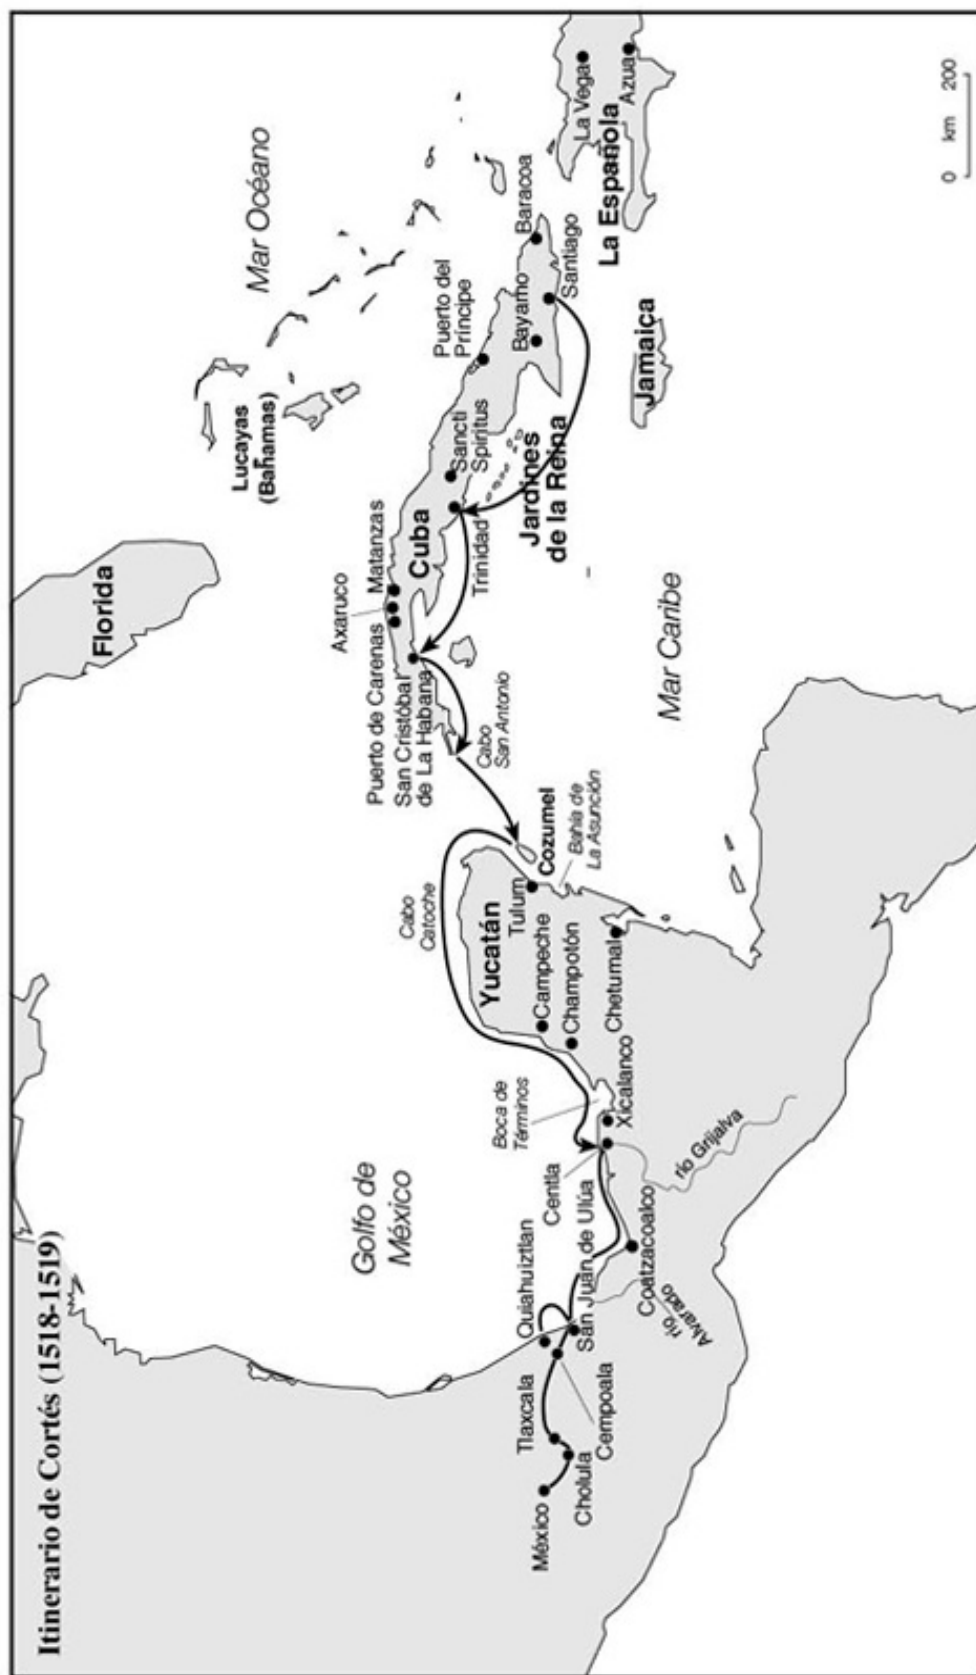 Itinerario de Cortés (1518-1519)
Florida
Lucayas
(Bahamas)
Mar Océano
Golfo de
México
Axaruco
Matanzas
Puerto de Carenas
San Cristóbal
de La Habana
Cuba
Sancti
Spíritus
Puerto del
Príncipe
Bayamo
Baracoa
Santiago
Trinidad
Jardines
de la Reina
Cabo
San Antonio
Cabo
Catoche
Yucatán
Tulum
Cozumel
Bahía de
La Asunción
Campeche
Champotón
Chetumal
Boca de
Términos
Xicalanco
Centla
río Grijalva
San Juan de Ulúa
Coatzacoalco
río
Alvarado
Quiahuiztlan
Cempoala
Tlaxcala
Cholula
México
Mar Caribe
Jamaica
La Española
La Vega
Azua
0 km 200